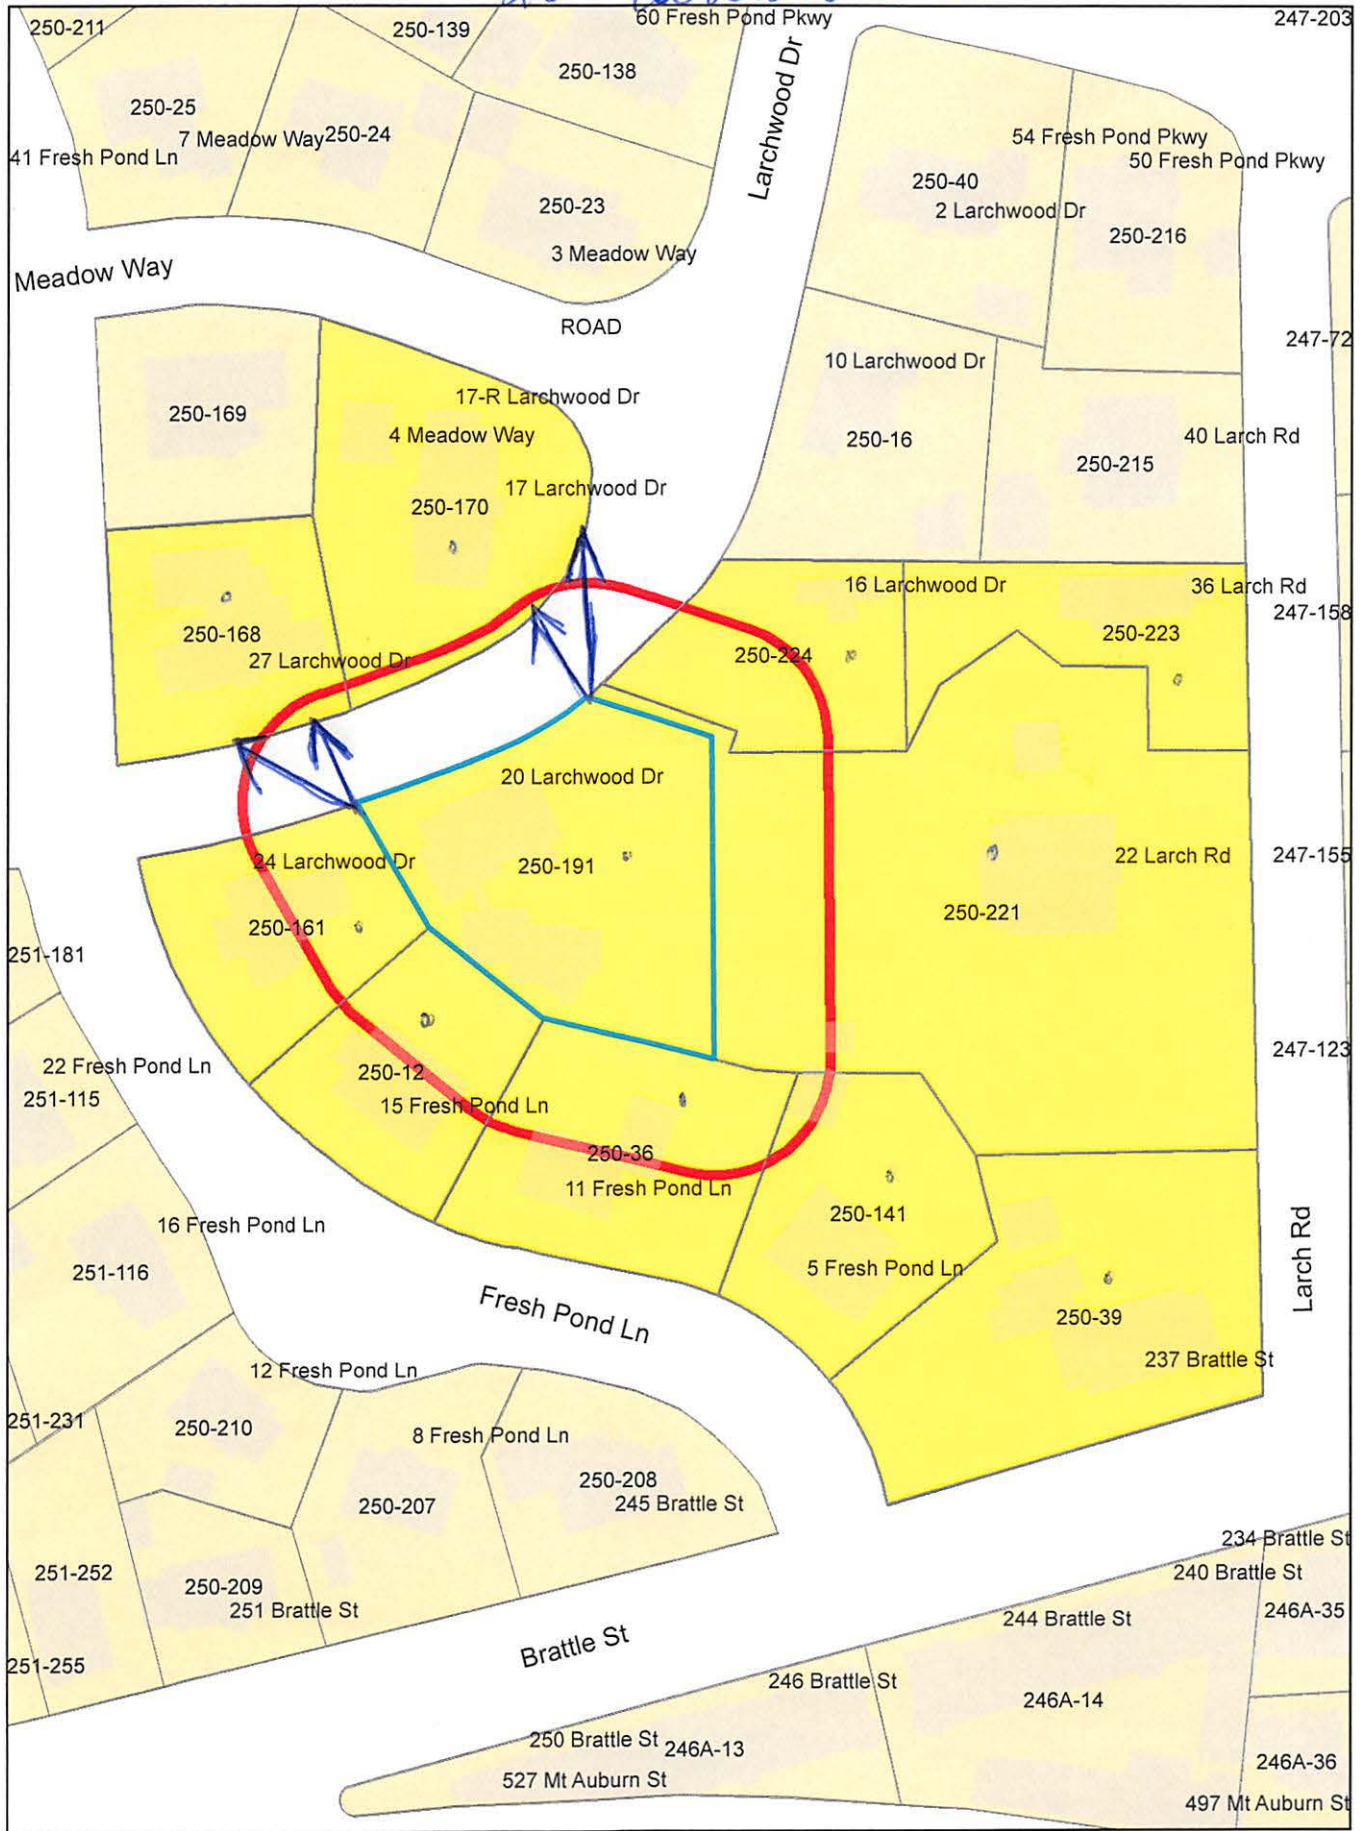 60 Fresh Pond Pkwy
247-203
250-211
250-139
250-138
250-25
7 Meadow Way
250-24
41 Fresh Pond Ln
Larchwood Dr
54 Fresh Pond Pkwy
50 Fresh Pond Pkwy
250-40
2 Larchwood Dr
250-23
250-216
3 Meadow Way
Meadow Way
ROAD
247-72
10 Larchwood Dr
17-R Larchwood Dr
250-169
4 Meadow Way
250-16
40 Larch Rd
250-215
17 Larchwood Dr
250-170
16 Larchwood Dr
36 Larch Rd
247-158
250-168
250-223
250-224
27 Larchwood Dr
20 Larchwood Dr
24 Larchwood Dr
250-191
22 Larch Rd
247-155
250-221
250-161
251-181
247-123
22 Fresh Pond Ln
250-12
251-115
15 Fresh Pond Ln
250-36
11 Fresh Pond Ln
250-141
16 Fresh Pond Ln
5 Fresh Pond Ln
251-116
Larch Rd
Fresh Pond Ln
250-39
237 Brattle St
12 Fresh Pond Ln
251-231
250-210
8 Fresh Pond Ln
250-208
245 Brattle St
250-207
234 Brattle St
240 Brattle St
251-252
250-209
251 Brattle St
246A-35
244 Brattle St
Brattle St
251-255
246 Brattle St
246A-14
250 Brattle St
246A-13
246A-36
527 Mt Auburn St
497 Mt Auburn St